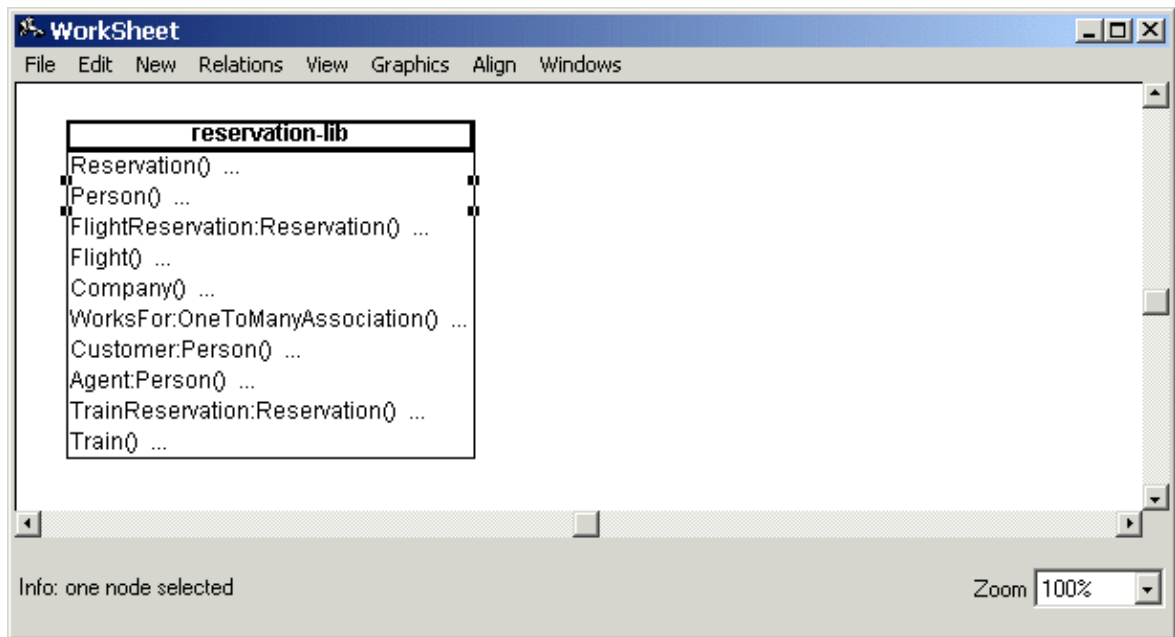 WorkSheet
File Edit New Relations View Graphics Align Windows
reservation-lib
Reservation() ...
Person() ...
FlightReservation:Reservation() ...
Flight() ...
Company() ...
WorksFor:OneToManyAssociation() ...
Customer:Person() ...
Agent:Person() ...
TrainReservation:Reservation() ...
Train() ...
Info: one node selected Zoom 100%